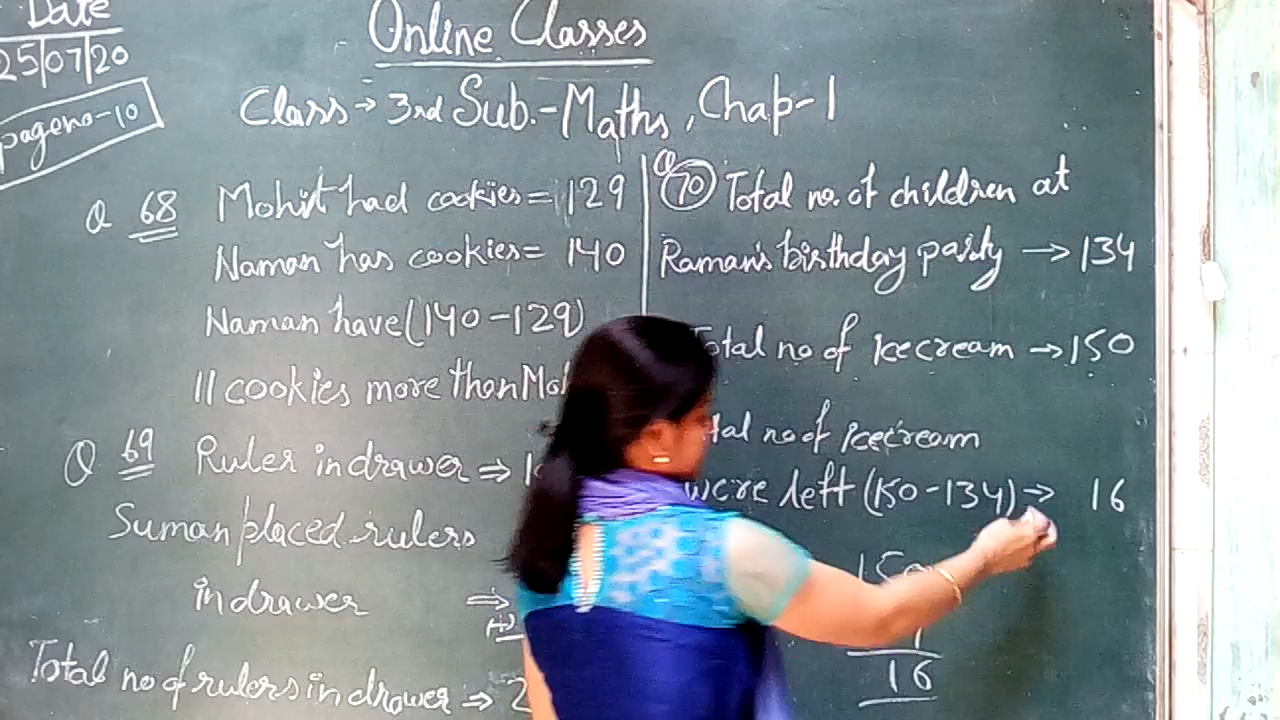 Date
25/07/20
pageno-10
Online Classes
Class → 3rd Sub.-Maths, Chap-1
Q 68 Mohit had cookies = 129
Naman has cookies = 140
Naman have (140-129)
11 cookies more than
Q 69 Ruler in drawer ⇒
Suman placed rulers
in drawer ⇒
(+)
Total no of rulers in drawer → 2
Q 70 Total no. of children at
Raman's birthday party → 134
Total no of icecream → 150
no of icecream
were left (150-134) → 16
16